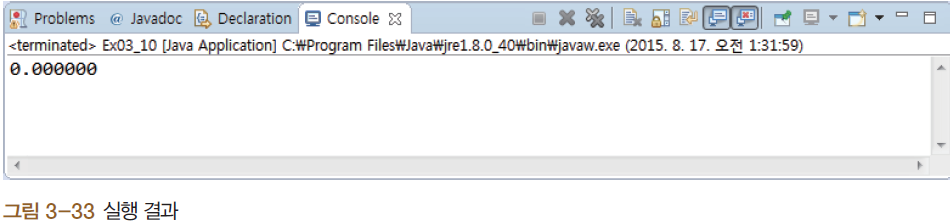 Problems @ Javadoc Declaration Console
<terminated> Ex03_10 [Java Application] C:₩Program Files₩Java₩jre1.8.0_40₩bin₩javaw.exe (2015. 8. 17. 오전 1:31:59)
0.000000
그림 3-33 실행 결과